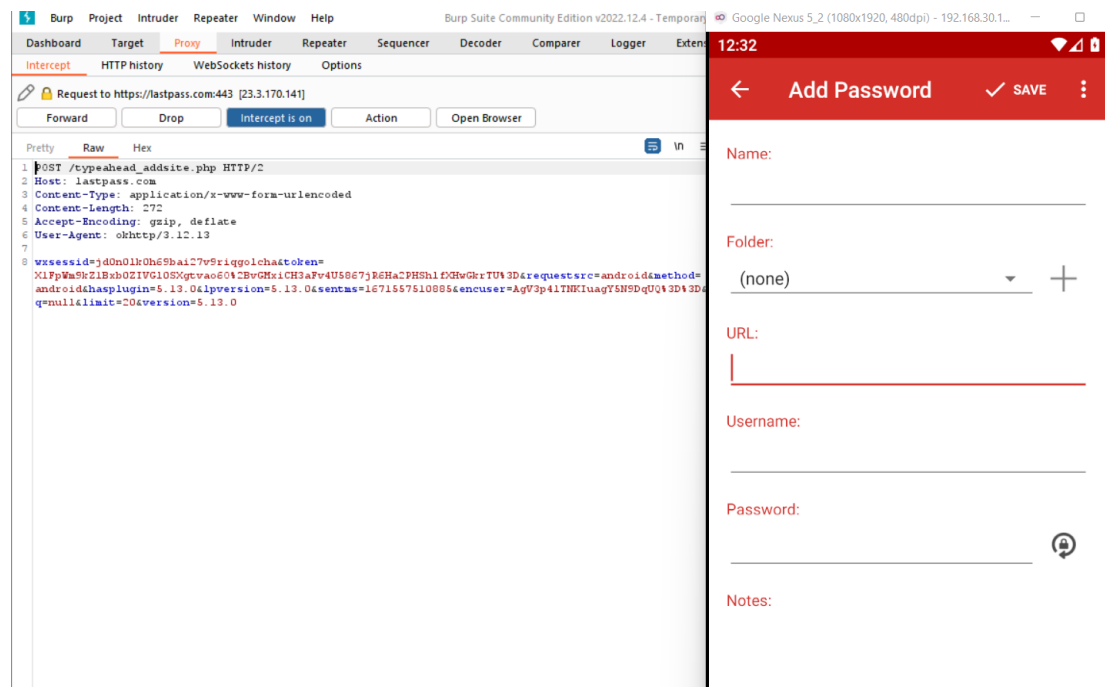 Burp Project Intruder Repeater Window Help Burp Suite Community Edition v2022.12.4 - Temporary
Dashboard Target Proxy Intruder Repeater Sequencer Decoder Comparer Logger Extens
Intercept HTTP history WebSockets history Options
Request to https://lastpass.com:443 [23.3.170.141]
Forward Drop Intercept is on Action Open Browser
Pretty Raw Hex \n
1 POST /typeahead_addsite.php HTTP/2
2 Host: lastpass.com
3 Content-Type: application/x-www-form-urlencoded
4 Content-Length: 272
5 Accept-Encoding: gzip, deflate
6 User-Agent: okhttp/3.12.13
7
8 wxsessid=jd0n01k0h69bai27v9riqgolcha&token=
X1FpWm9kZ1Bxb0ZIVG10SXgtvao60%2BvGMxiCH3aFv4U5867jR6Ha2PHSh1fXHwGkrTU%3D&requestsrc=android&method=
android&hasplugin=5.13.0&lpversion=5.13.0&sentms=1671557510885&encuser=AgV3p41TNKIuagY5N9DqUQ%3D%3D&
q=null&limit=20&version=5.13.0
Google Nexus 5_2 (1080x1920, 480dpi) - 192.168.30.1...
12:32
Add Password SAVE
Name:
Folder:
(none)
URL:
Username:
Password:
Notes: